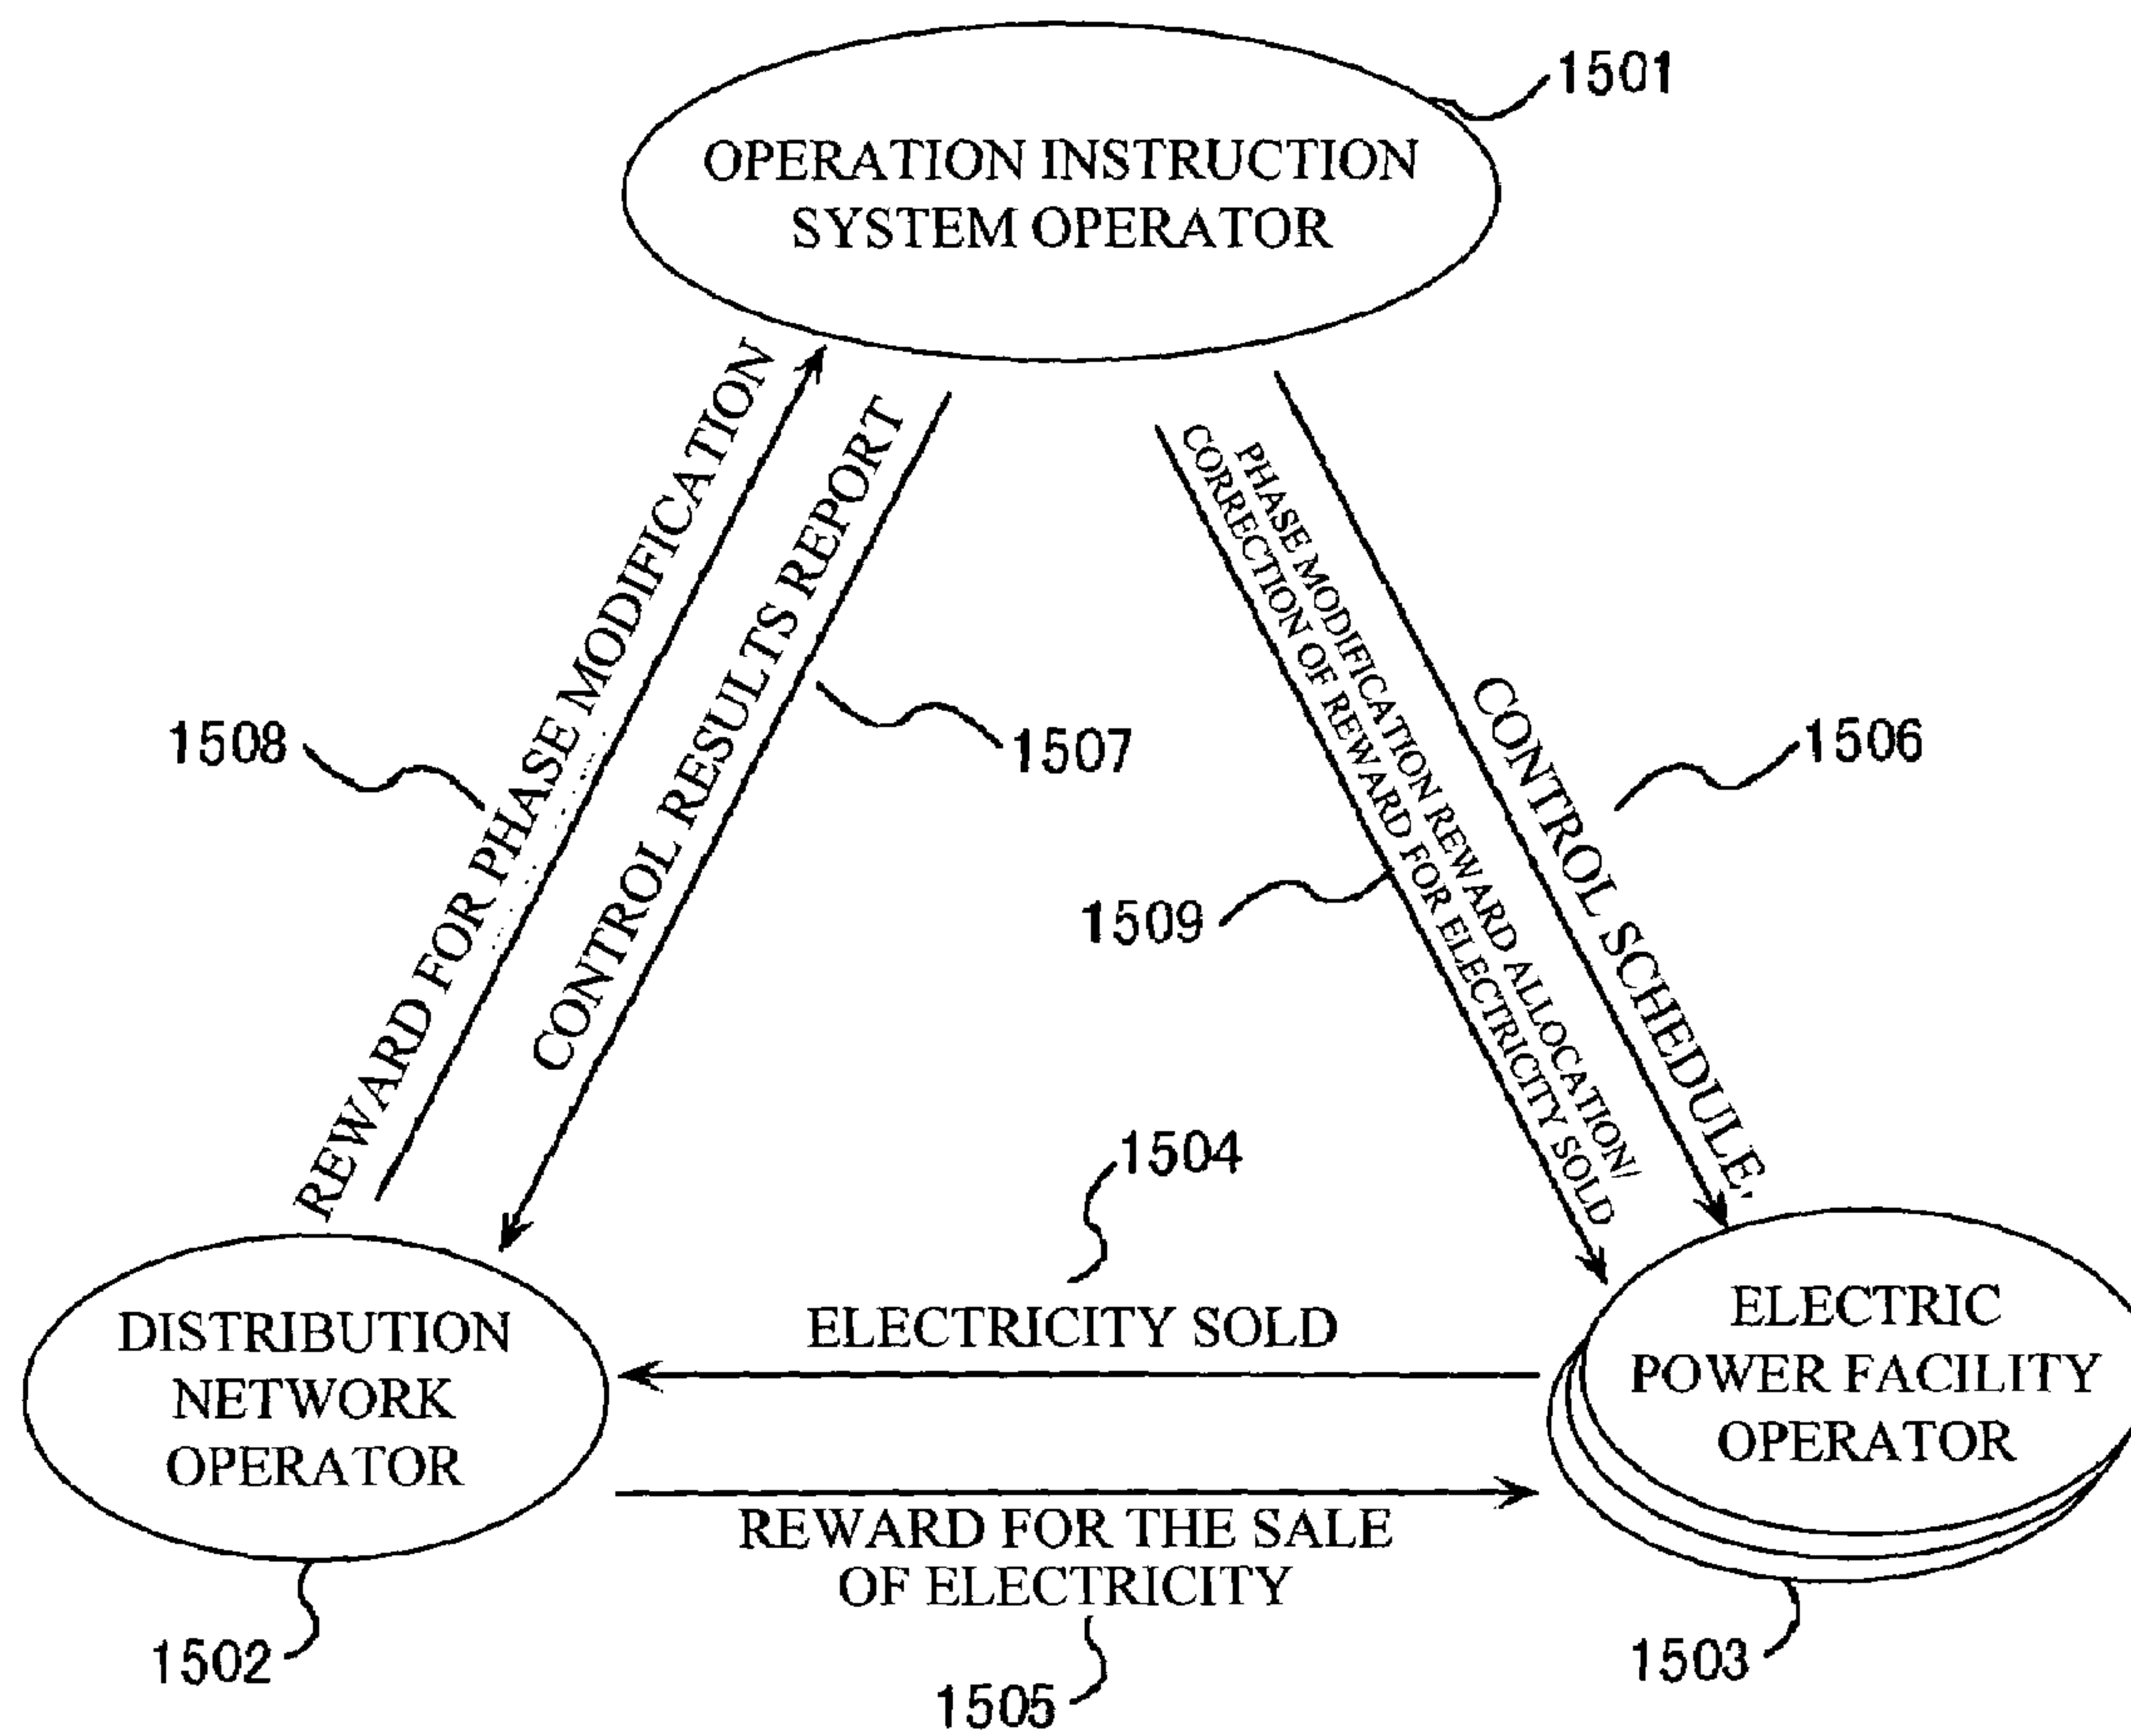 1501
OPERATION INSTRUCTION
SYSTEM OPERATOR
REWARD FOR PHASE MODIFICATION
CONTROL RESULTS REPORT
PHASE MODIFICATION REWARD ALLOCATION/
CORRECTION OF REWARD FOR ELECTRICITY SOLD
CONTROL SCHEDULE,
1508
1507
1506
1509
1504
ELECTRICITY SOLD
DISTRIBUTION
NETWORK
OPERATOR
ELECTRIC
POWER FACILITY
OPERATOR
REWARD FOR THE SALE
OF ELECTRICITY
1502
1505
1503